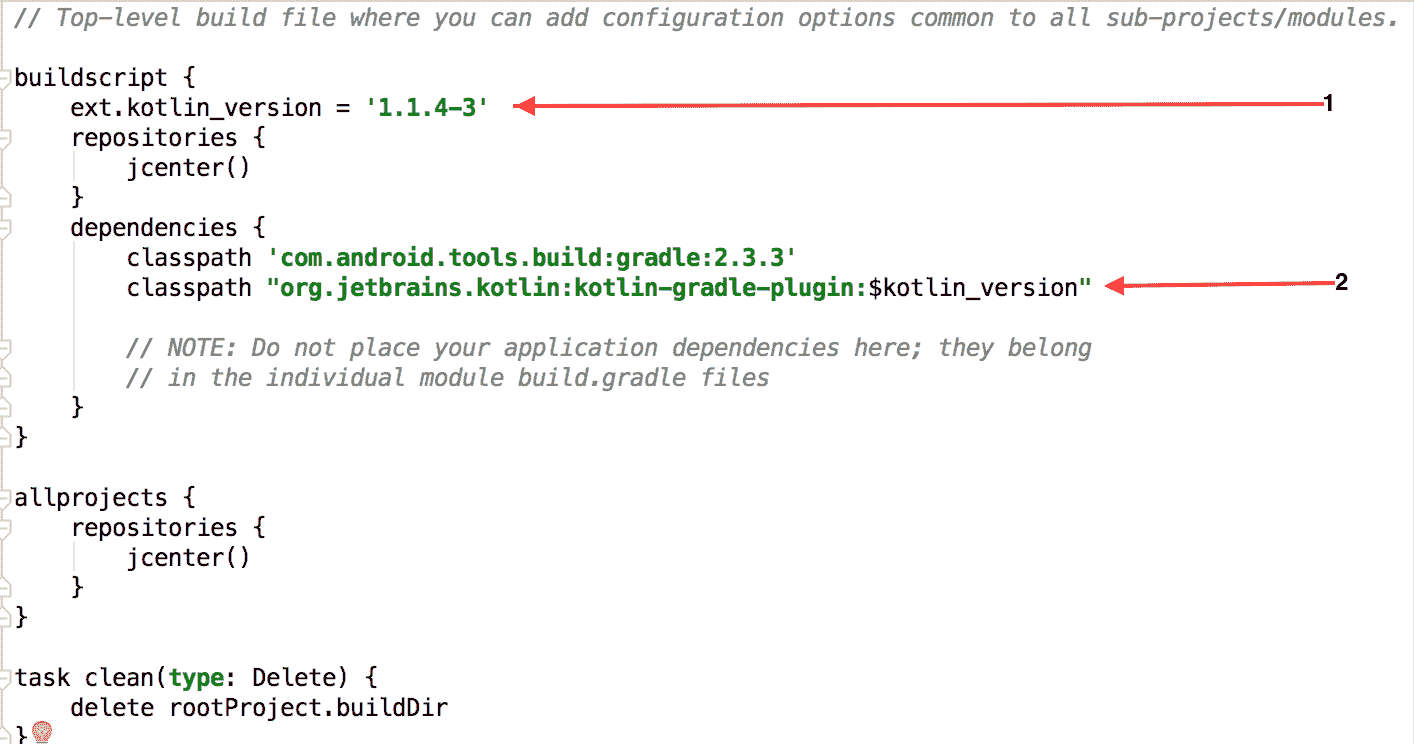 // Top-level build file where you can add configuration options common to all sub-projects/modules.
buildscript {
    ext.kotlin_version = '1.1.4-3' 1
    repositories {
        jcenter()
    }
    dependencies {
        classpath 'com.android.tools.build:gradle:2.3.3'
        classpath "org.jetbrains.kotlin:kotlin-gradle-plugin:$kotlin_version" 2
        // NOTE: Do not place your application dependencies here; they belong
        // in the individual module build.gradle files
    }
}
allprojects {
    repositories {
        jcenter()
    }
}
task clean(type: Delete) {
    delete rootProject.buildDir
}